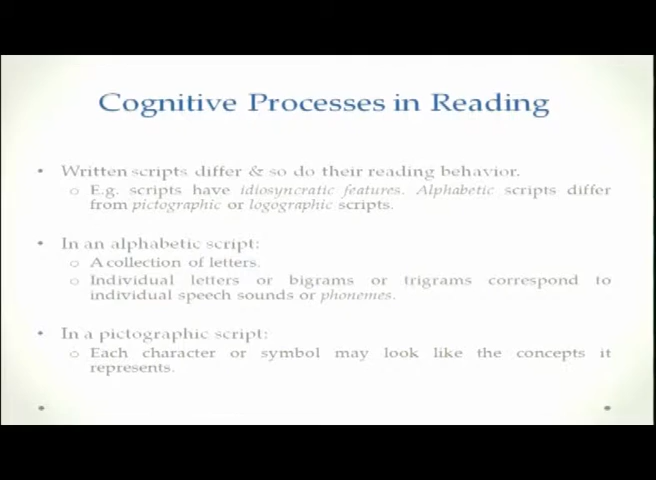 Cognitive Processes in Reading
• Written scripts differ & so do their reading behavior.
o E.g. scripts have idiosyncratic features. Alphabetic scripts differ
from pictographic or logographic scripts.
• In an alphabetic script:
o A collection of letters.
o Individual letters or bigrams or trigrams correspond to
individual speech sounds or phonemes.
• In a pictographic script:
o Each character or symbol may look like the concepts it
represents.